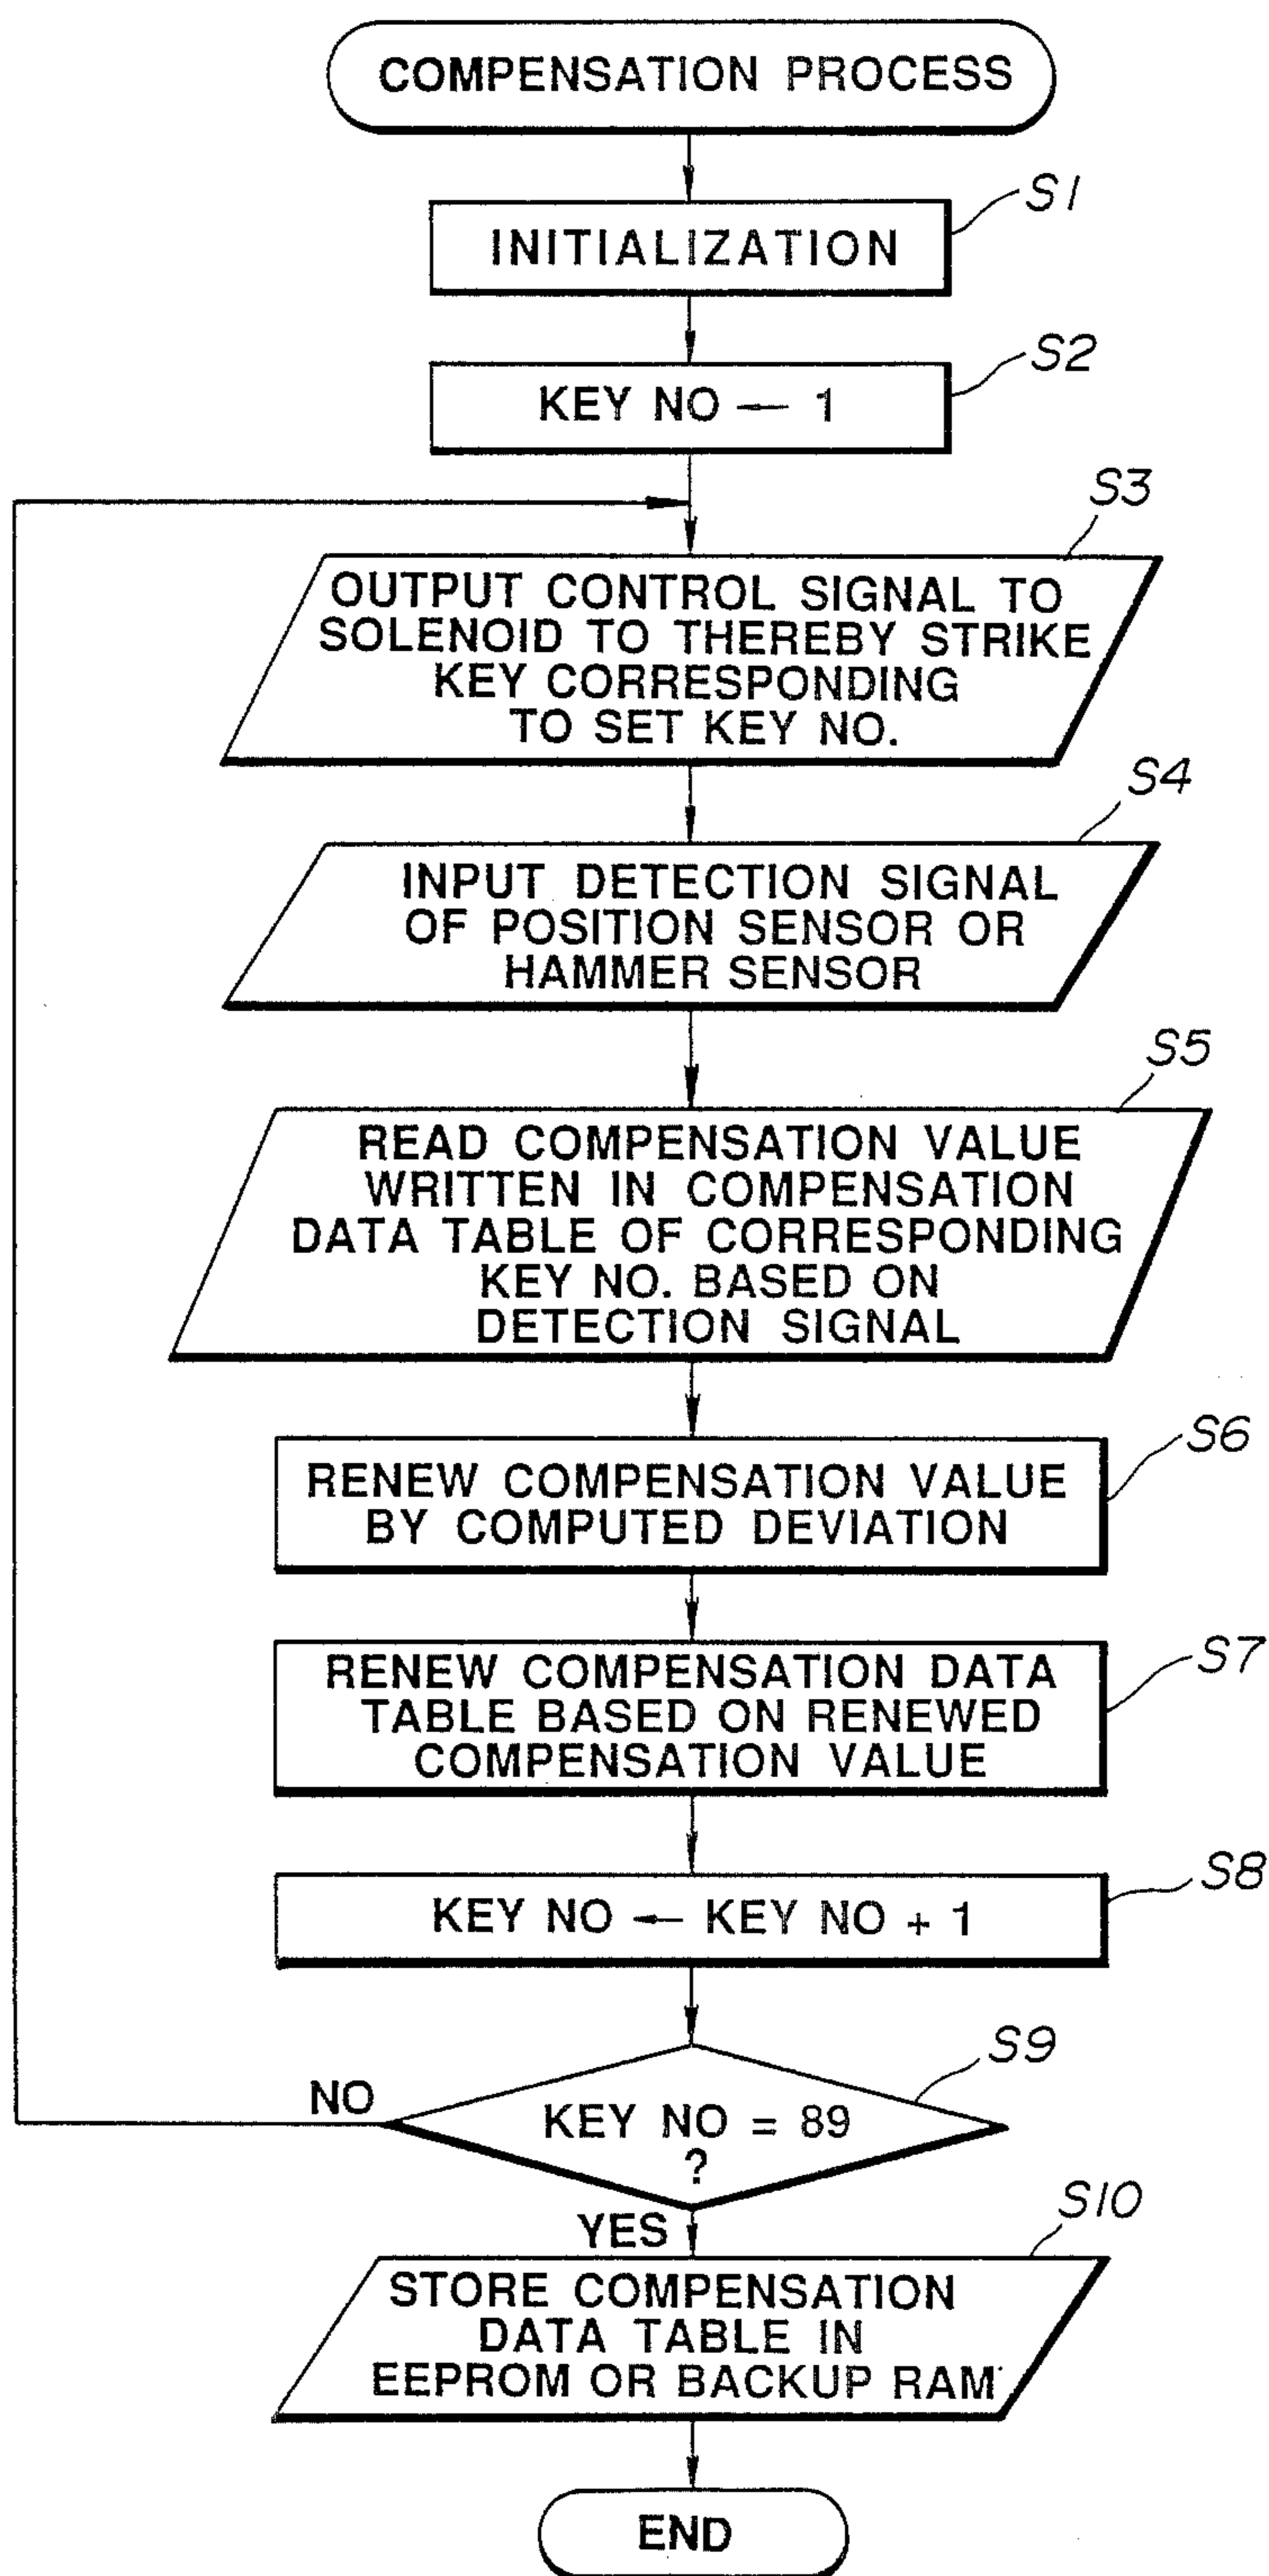 COMPENSATION PROCESS
S1
INITIALIZATION
S2
KEY NO ← 1
S3
OUTPUT CONTROL SIGNAL TO
SOLENOID TO THEREBY STRIKE
KEY CORRESPONDING
TO SET KEY NO.
S4
INPUT DETECTION SIGNAL
OF POSITION SENSOR OR
HAMMER SENSOR
S5
READ COMPENSATION VALUE
WRITTEN IN COMPENSATION
DATA TABLE OF CORRESPONDING
KEY NO. BASED ON
DETECTION SIGNAL
S6
RENEW COMPENSATION VALUE
BY COMPUTED DEVIATION
S7
RENEW COMPENSATION DATA
TABLE BASED ON RENEWED
COMPENSATION VALUE
S8
KEY NO ← KEY NO + 1
S9
NO
KEY NO = 89
?
YES
S10
STORE COMPENSATION
DATA TABLE IN
EEPROM OR BACKUP RAM
END